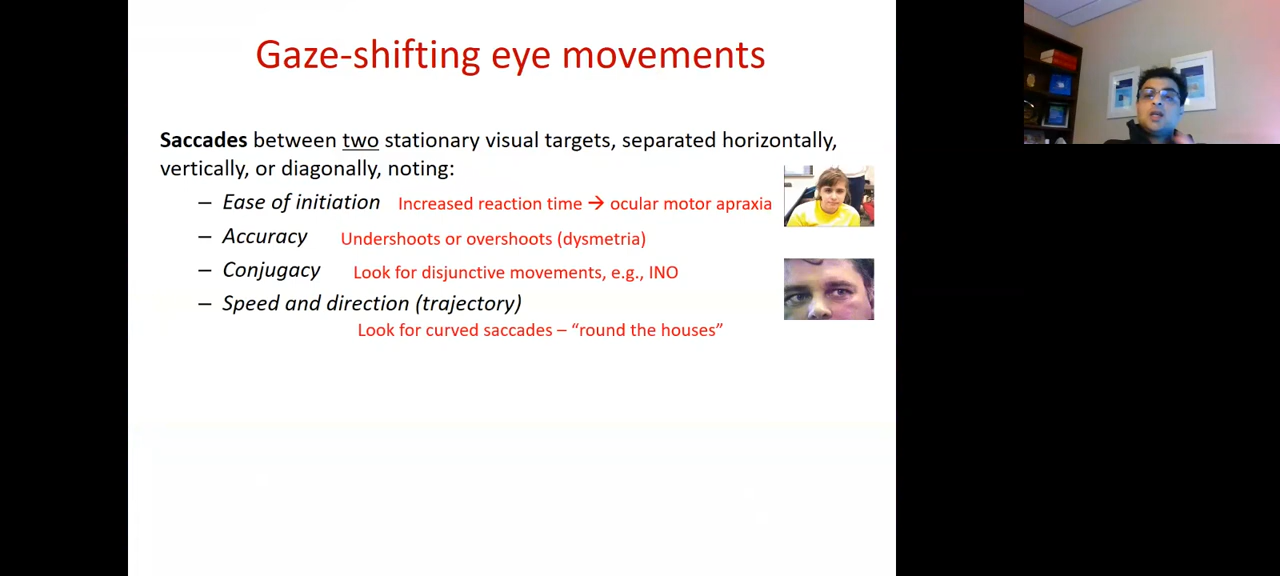 Gaze-shifting eye movements
Saccades between two stationary visual targets, separated horizontally,
vertically, or diagonally, noting:
– Ease of initiation Increased reaction time → ocular motor apraxia
– Accuracy Undershoots or overshoots (dysmetria)
– Conjugacy Look for disjunctive movements, e.g., INO
– Speed and direction (trajectory)
Look for curved saccades – “round the houses”